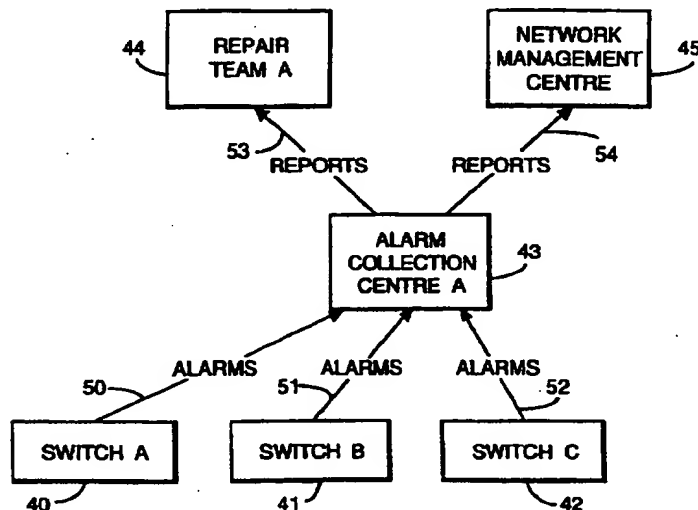 44
REPAIR
TEAM A
NETWORK
MANAGEMENT
CENTRE
45
53
54
REPORTS
REPORTS
ALARM
COLLECTION
CENTRE A
43
ALARMS
ALARMS
ALARMS
50
51
52
SWITCH A
SWITCH B
SWITCH C
40
41
42